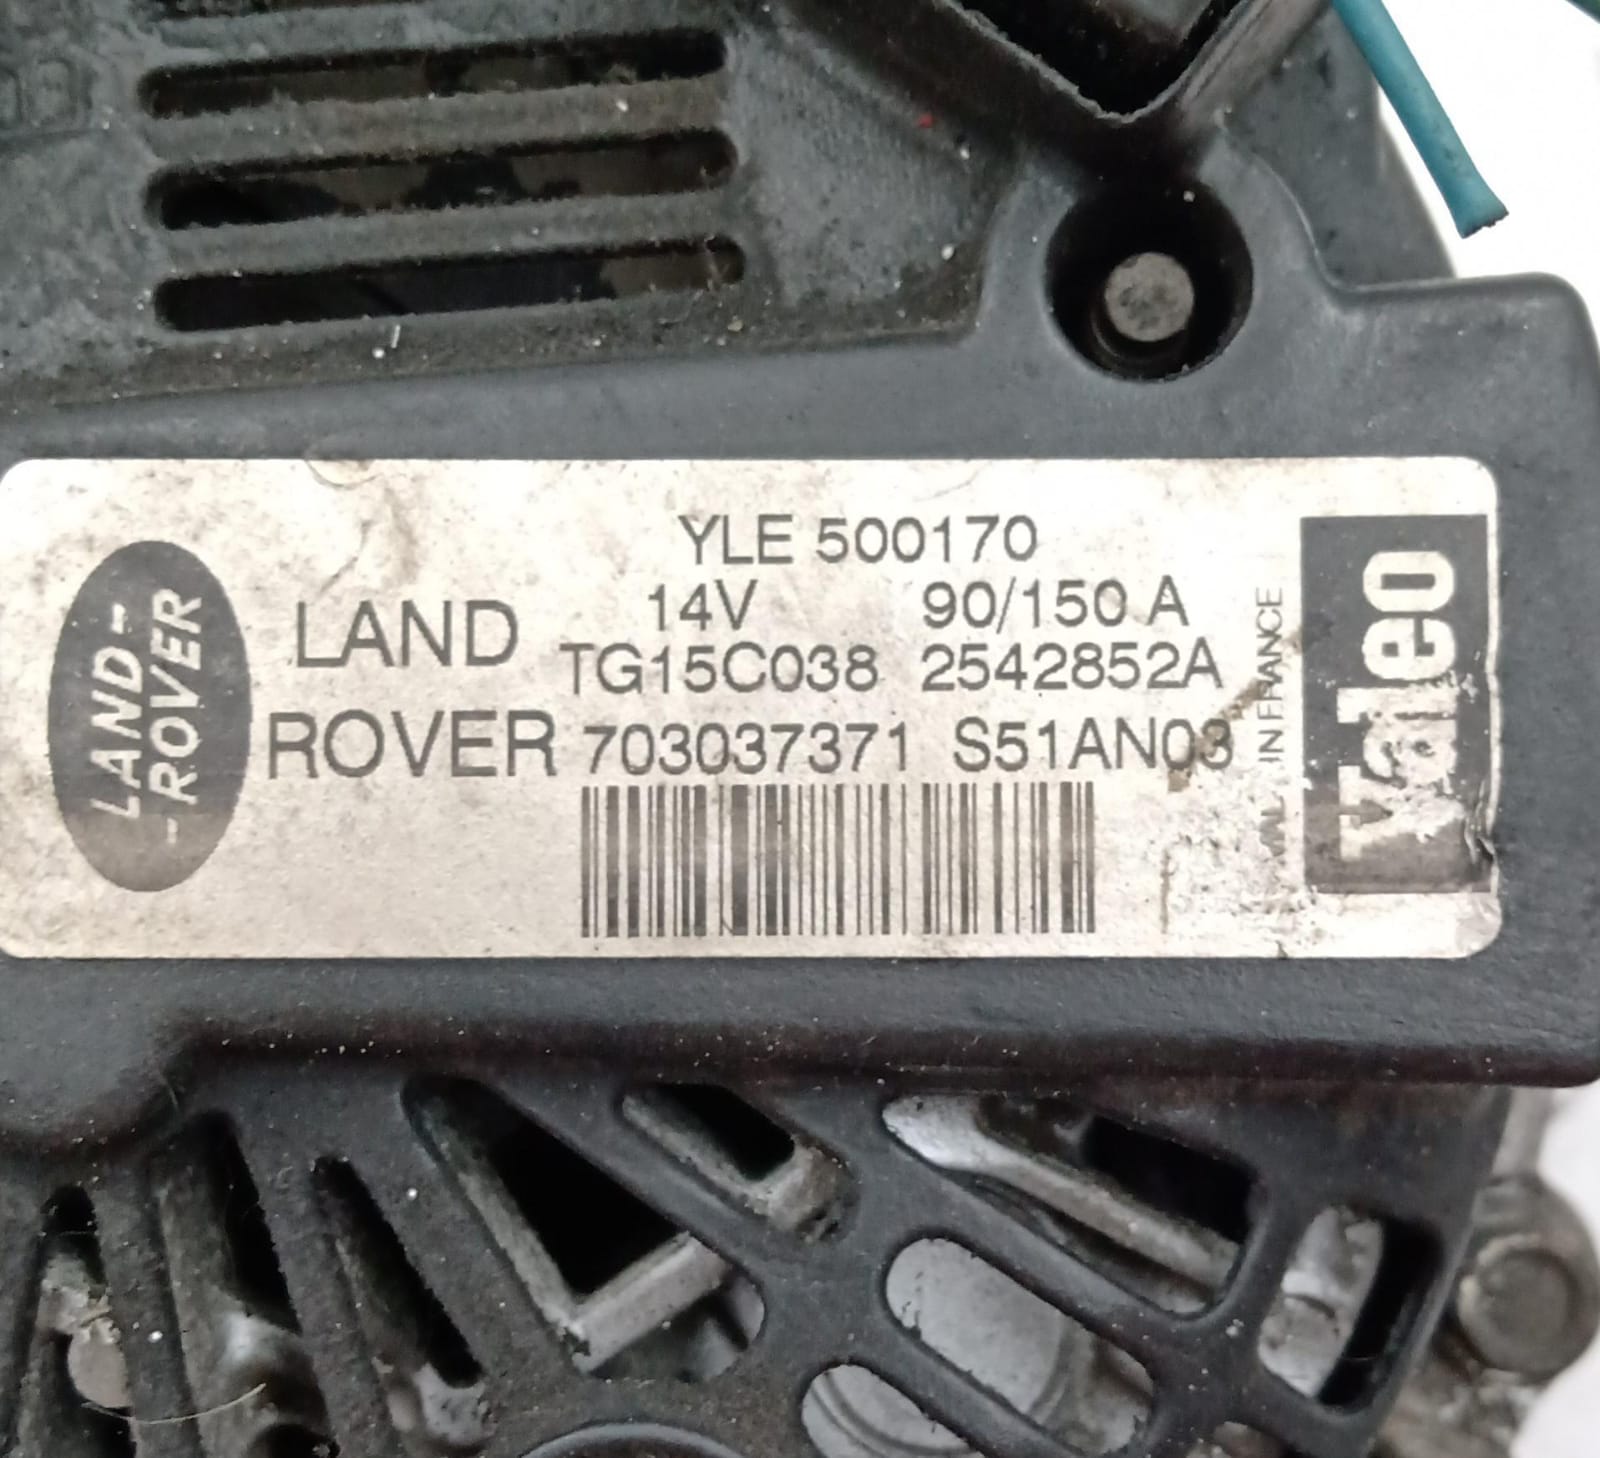 LAND-
-ROVER
LAND
ROVER
YLE 500170
14V 90/150 A
TG15C038 2542852A
703037371 S51AN03
IN FRANCE
Valeo